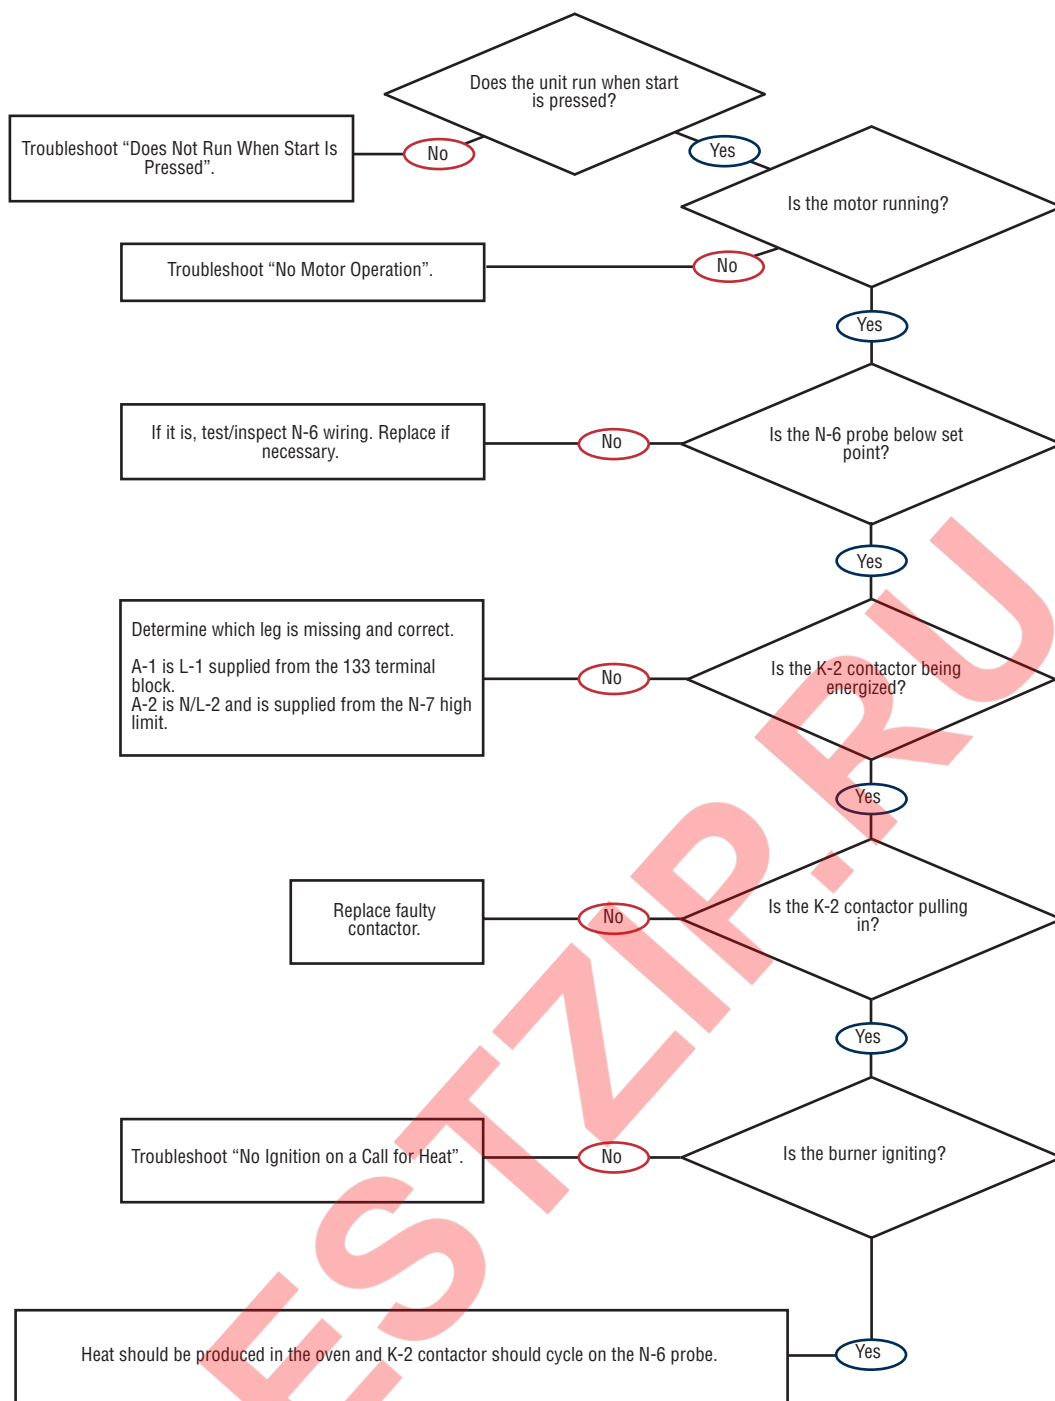 Does the unit run when start
is pressed?
Troubleshoot “Does Not Run When Start Is
Pressed”.
No
Yes
Is the motor running?
Troubleshoot “No Motor Operation”.
No
Yes
If it is, test/inspect N-6 wiring. Replace if
necessary.
No
Is the N-6 probe below set
point?
Yes
Determine which leg is missing and correct.
A-1 is L-1 supplied from the 133 terminal
block.
A-2 is N/L-2 and is supplied from the N-7 high
limit.
No
Is the K-2 contactor being
energized?
Yes
Replace faulty
contactor.
No
Is the K-2 contactor pulling
in?
Yes
Troubleshoot “No Ignition on a Call for Heat”.
No
Is the burner igniting?
Heat should be produced in the oven and K-2 contactor should cycle on the N-6 probe.
Yes
ESTZIP.RU